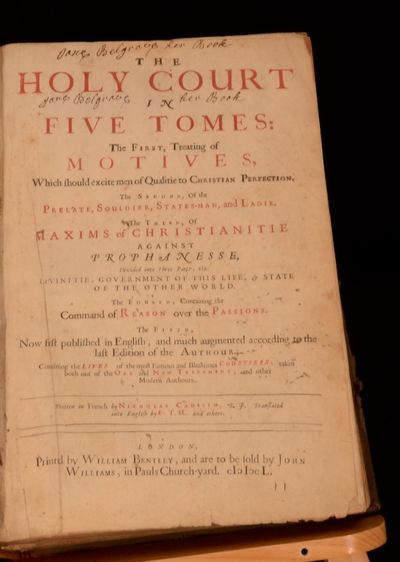 Jane Belgrave her Book
THE
HOLY COURT
Jane Belgrave her Book
IN
FIVE TOMES:
The FIRST, Treating of
MOTIVES,
Which should excite men of Qualitie to CHRISTIAN PERFECTION.
The SECOND, Of the
PRELATE, SOULDIER, STATES-MAN, and LADIE.
The THIRD, Of
MAXIMS of CHRISTIANITIE
AGAINST
PROPHANESSE,
Divided into three Parts, viz.
DIVINITIE, GOVERNMENT OF THIS LIFE, & STATE
OF THE OTHER WORLD.
The FOURTH, Containing the
Command of REASON over the PASSIONS.
The FIFTH,
Now first published in English, and much augmented according to the
last Edition of the AUTHOUR;
Containing the LIVES of the most Famous and Illustrious COURTIERS, taken
both out of the OLD and NEW TESTAMENT, and other
Modern Authours.
Written in French by NICHOLAS CAUSSIN, S. J. Translated
into English by Sr. T. H. and others.
LONDON,
Printed by WILLIAM BENTLEY, and are to be sold by JOHN
WILLIAMS, in Pauls Church-yard. cIɔ Iɔc L.